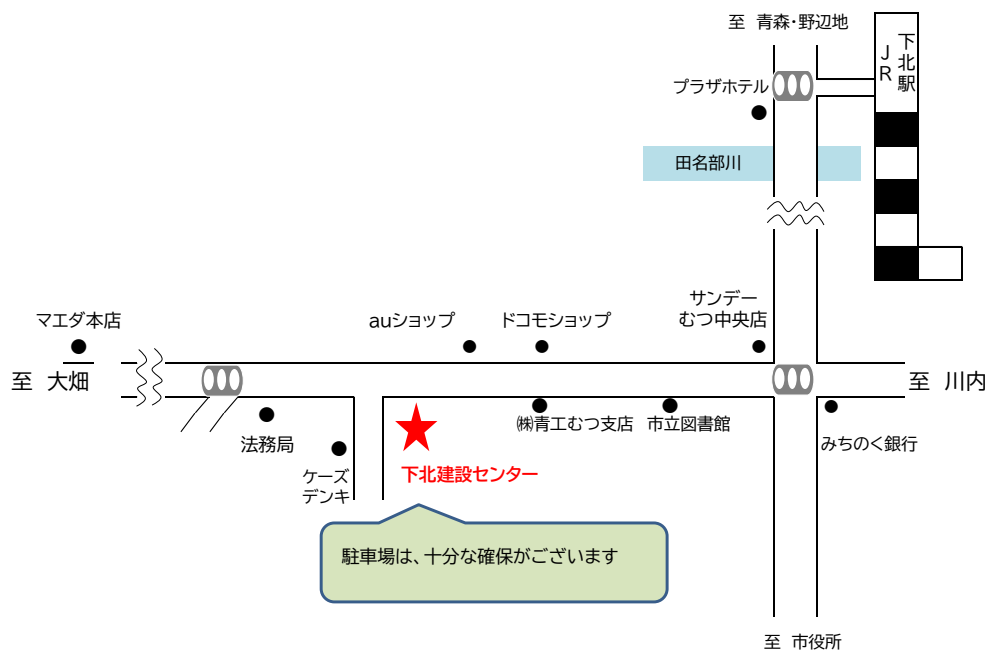 至 青森・野辺地
JR
下北駅
プラザホテル
田名部川
サンデー
むつ中央店
マエダ本店
auショップ
ドコモショップ
至 大畑
至 川内
㈱青工むつ支店
市立図書館
法務局
みちのく銀行
ケーズ
デンキ
下北建設センター
駐車場は、十分な確保がございます
至 市役所